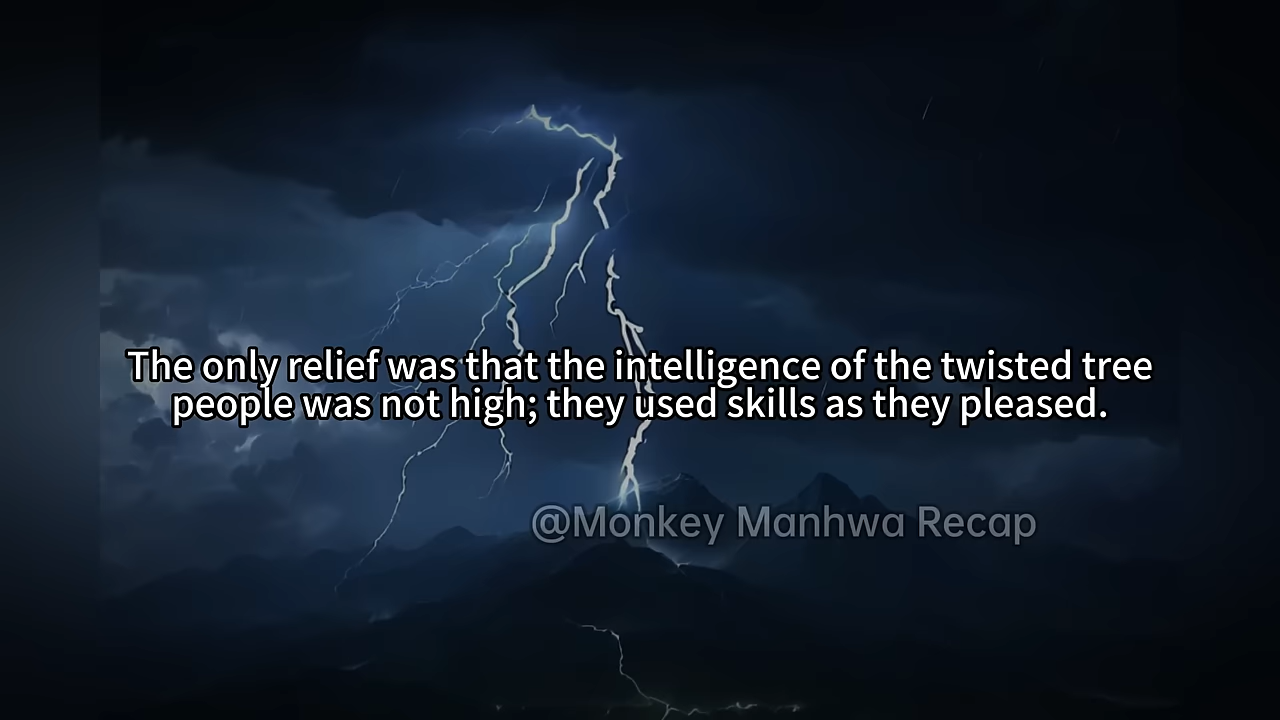 The only relief was that the intelligence of the twisted tree
people was not high; they used skills as they pleased.
@Monkey Manhwa Recap